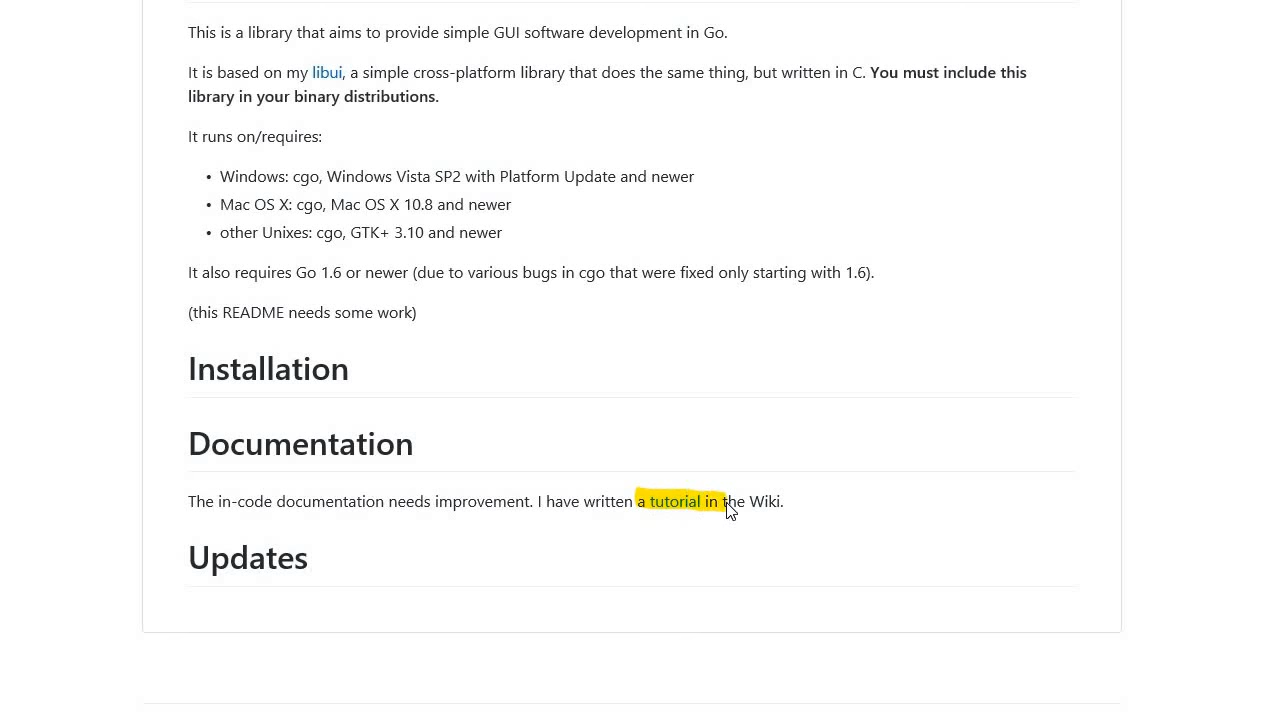 This is a library that aims to provide simple GUI software development in Go.
It is based on my libui, a simple cross-platform library that does the same thing, but written in C. You must include this
library in your binary distributions.
It runs on/requires:
• Windows: cgo, Windows Vista SP2 with Platform Update and newer
• Mac OS X: cgo, Mac OS X 10.8 and newer
• other Unixes: cgo, GTK+ 3.10 and newer
It also requires Go 1.6 or newer (due to various bugs in cgo that were fixed only starting with 1.6).
(this README needs some work)
Installation
Documentation
The in-code documentation needs improvement. I have written a tutorial in the Wiki.
Updates